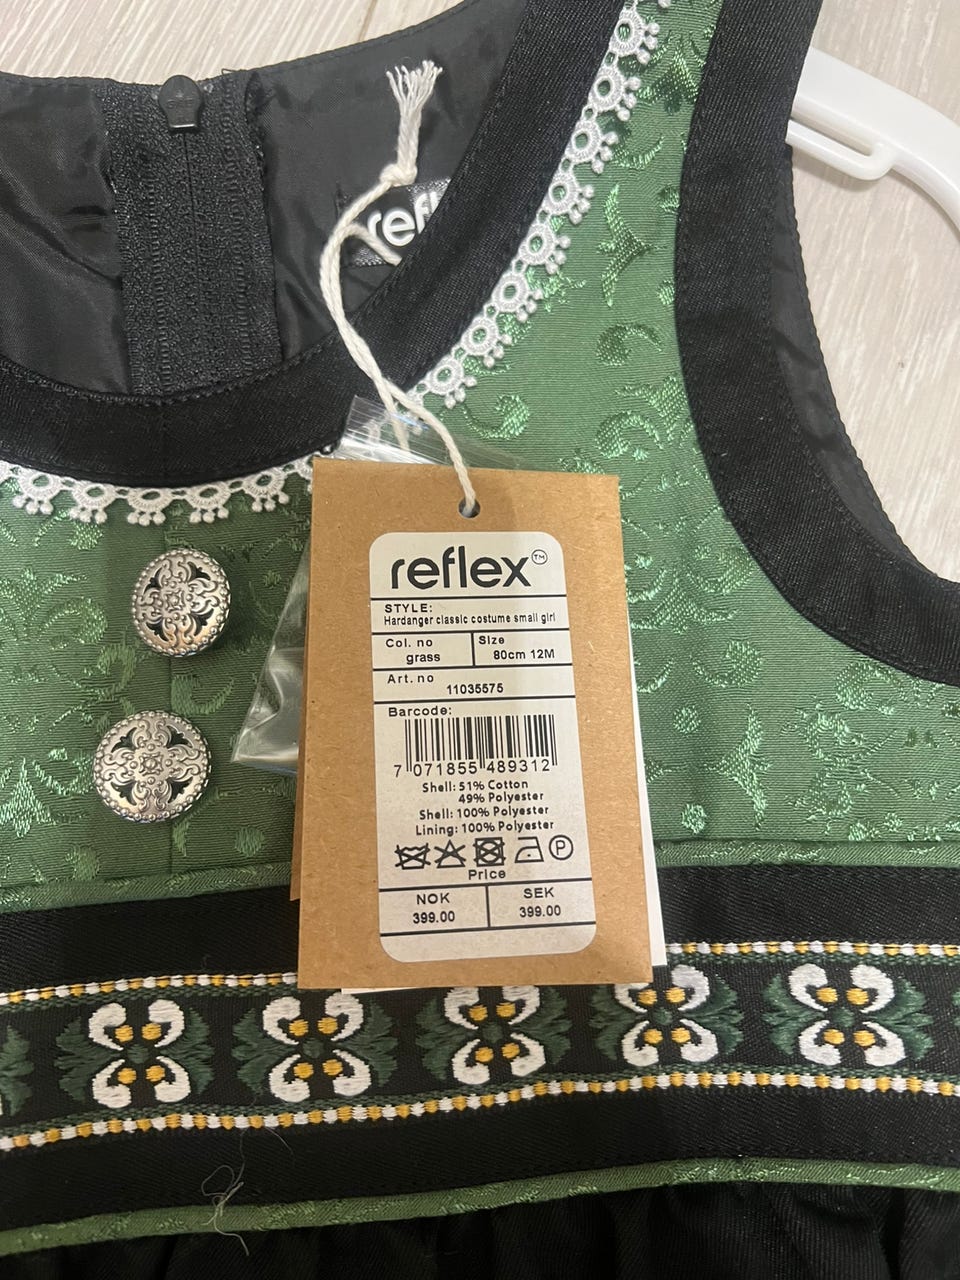 reflex™
STYLE:
Hardanger classic costume small girl
Col. no
grass
Size
80cm 12M
Art.no
11035575
Barcode:
7 071855 489312
Shell: 51% Cotton
49% Polyester
Shell: 100% Polyester
Lining: 100% Polyester
P
Price
NOK
399.00
SEK
399.00